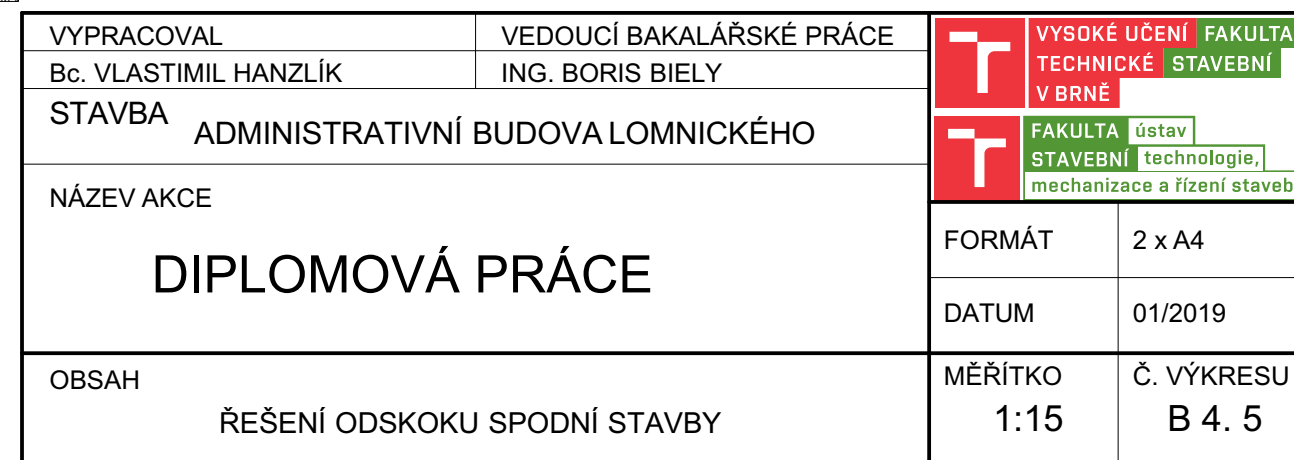 VYPRACOVAL
VEDOUCÍ BAKALÁŘSKÉ PRÁCE
Bc. VLASTIMIL HANZLÍK
ING. BORIS BIELY
STAVBA
ADMINISTRATIVNÍ BUDOVA LOMNICKÉHO
NÁZEV AKCE
DIPLOMOVÁ PRÁCE
OBSAH
ŘEŠENÍ ODSKOKU SPODNÍ STAVBY
VYSOKÉ UČENÍ FAKULTA
TECHNICKÉ STAVEBNÍ
V BRNĚ
FAKULTA ústav
STAVEBNÍ technologie,
mechanizace a řízení staveb
FORMÁT
2 x A4
DATUM
01/2019
MĚŘÍTKO
Č. VÝKRESU
1:15
B 4. 5